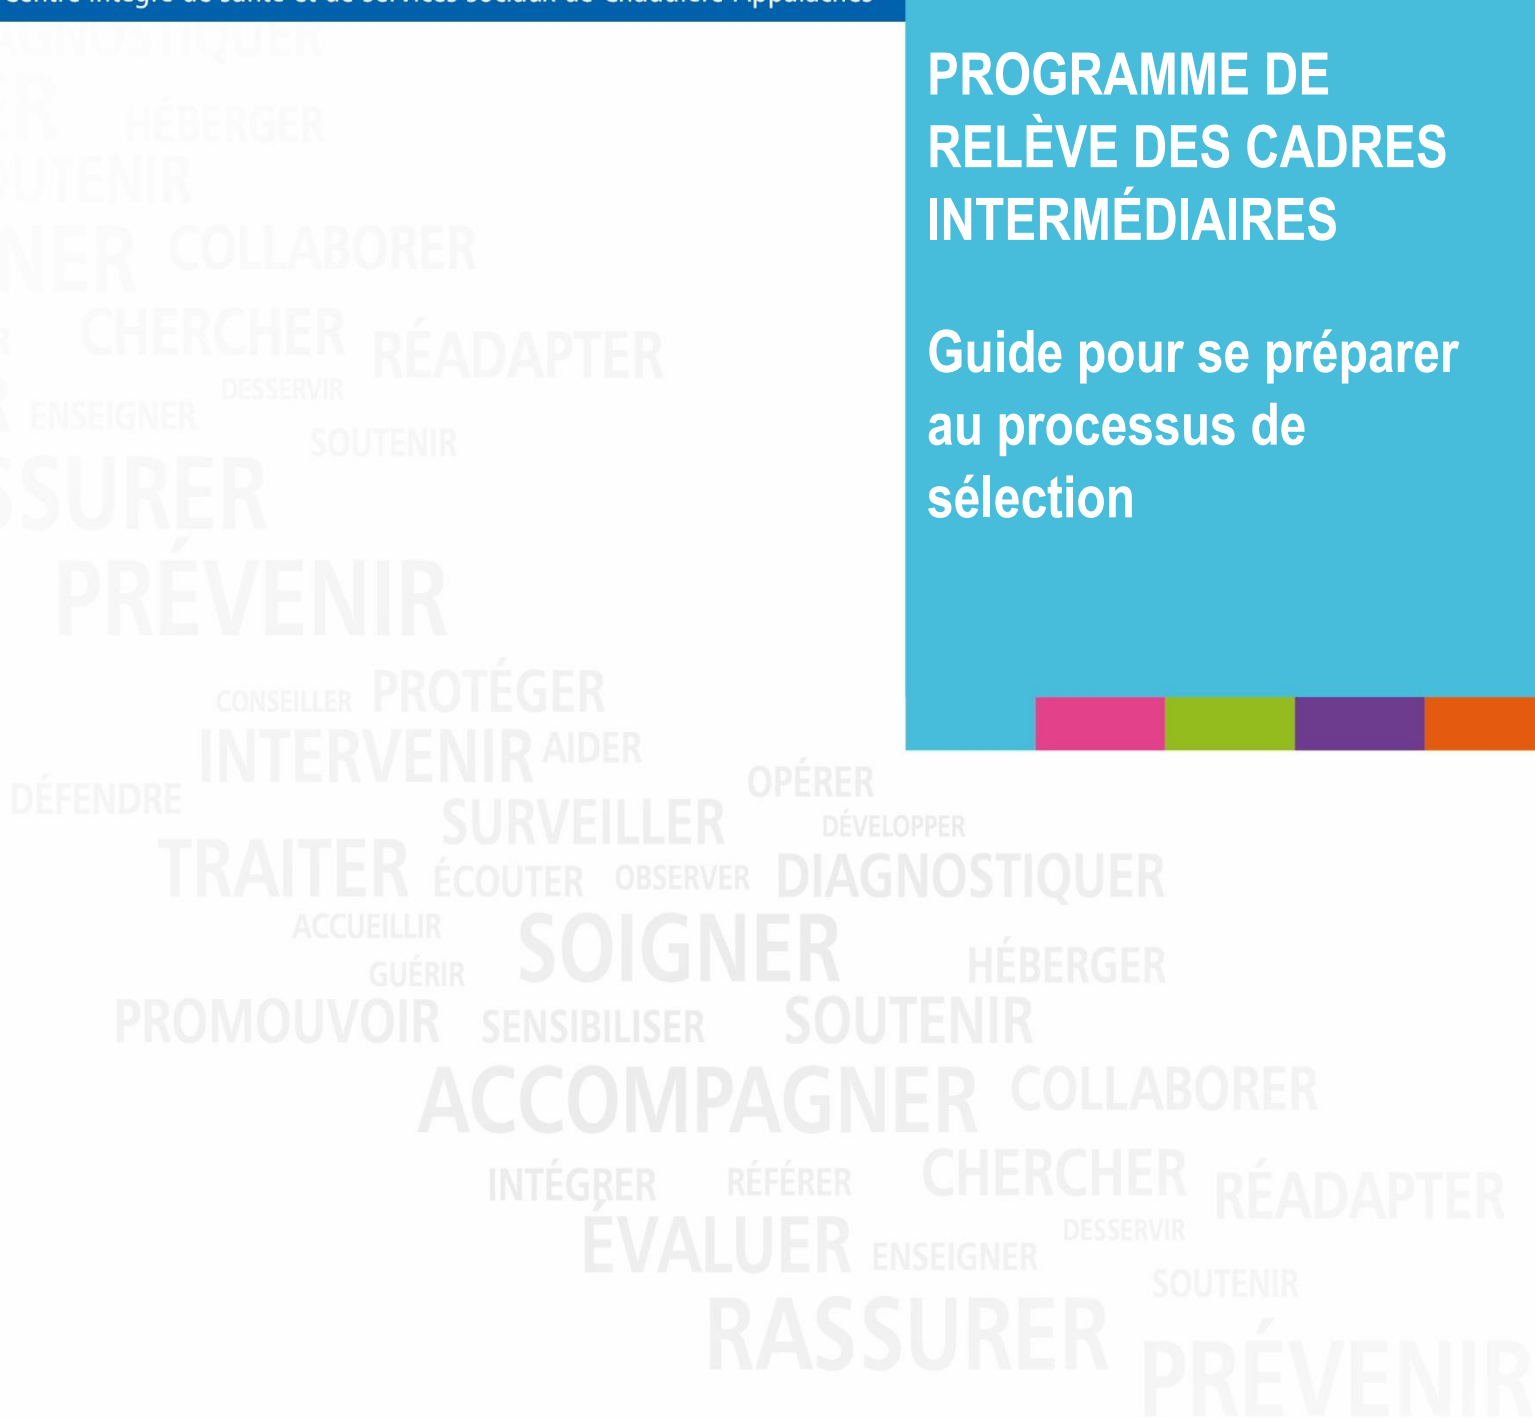 Centre intégré de santé et de services sociaux de Chaudière-Appalaches
PROGRAMME DE
RELÈVE DES CADRES
INTERMÉDIAIRES
Guide pour se préparer
au processus de
sélection
HÉBERGER
COLLABORER
CHERCHER RÉADAPTER
DESSERVIR
ENSEIGNER
SOUTENIR
PRÉVENIR
CONSEILLER PROTÉGER
INTERVENIR AIDER
DÉFENDRE
OPÉRER
SURVEILLER
DÉVELOPPER
TRAITER ÉCOUTER OBSERVER DIAGNOSTIQUER
ACCUEILLIR
SOIGNER
HÉBERGER
GUÉRIR
PROMOUVOIR SENSIBILISER SOUTENIR
ACCOMPAGNER COLLABORER
INTÉGRER RÉFÉRER CHERCHER RÉADAPTER
ÉVALUER ENSEIGNER DESSERVIR
SOUTENIR
RASSURER
PRÉVENIR